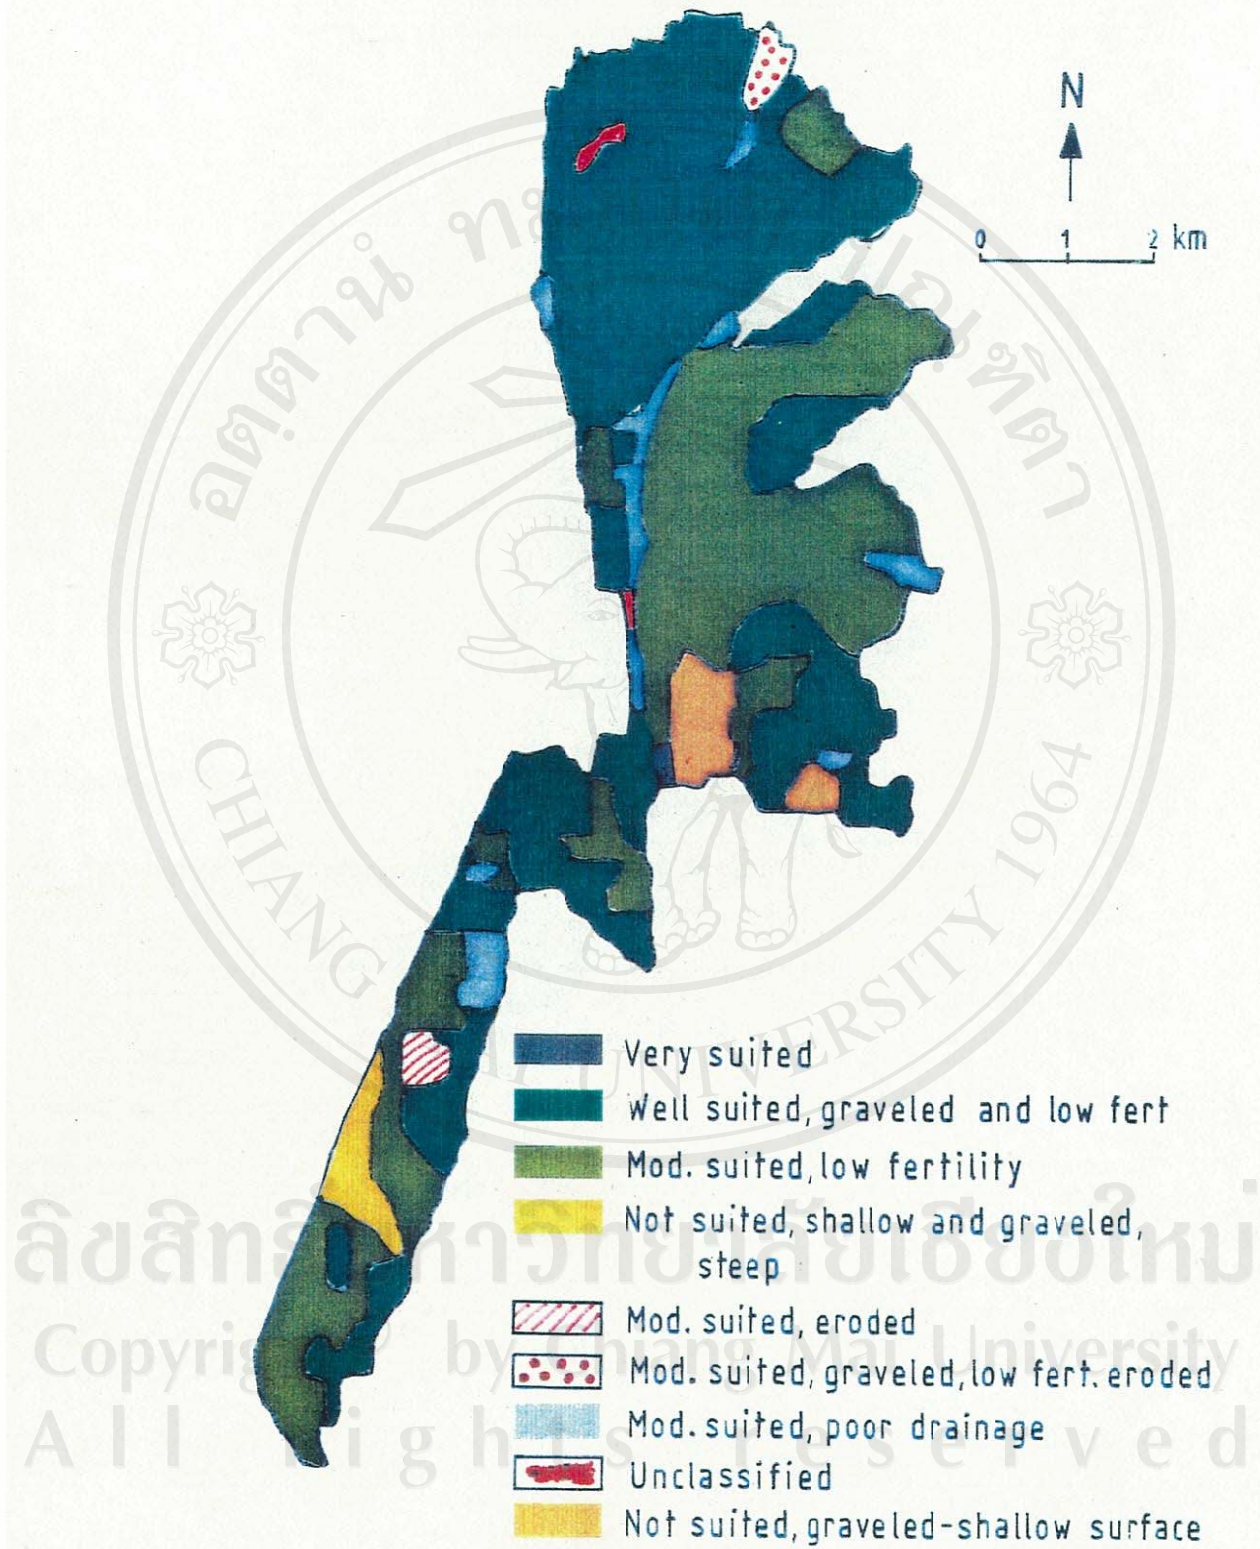 N
0 1 2 km
CHIANG MAI UNIVERSITY 1964
Very suited
Well suited, graveled and low fert
Mod. suited, low fertility
Not suited, shallow and graveled,
steep
Mod. suited, eroded
Mod. suited, graveled, low fert. eroded
Mod. suited, poor drainage
Unclassified
Not suited, graveled-shallow surface
ลิขสิทธิ์มหาวิทยาลัยเชียงใหม่
Copyright© by Chiang Mai University
All rights reserved